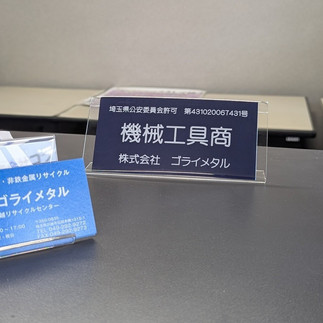 埼玉県公安委員会許可 第431020067431号
機械工具商
株式会社 ゴライメタル
・非鉄金属リサイクル
ゴライメタル
リサイクルセンター